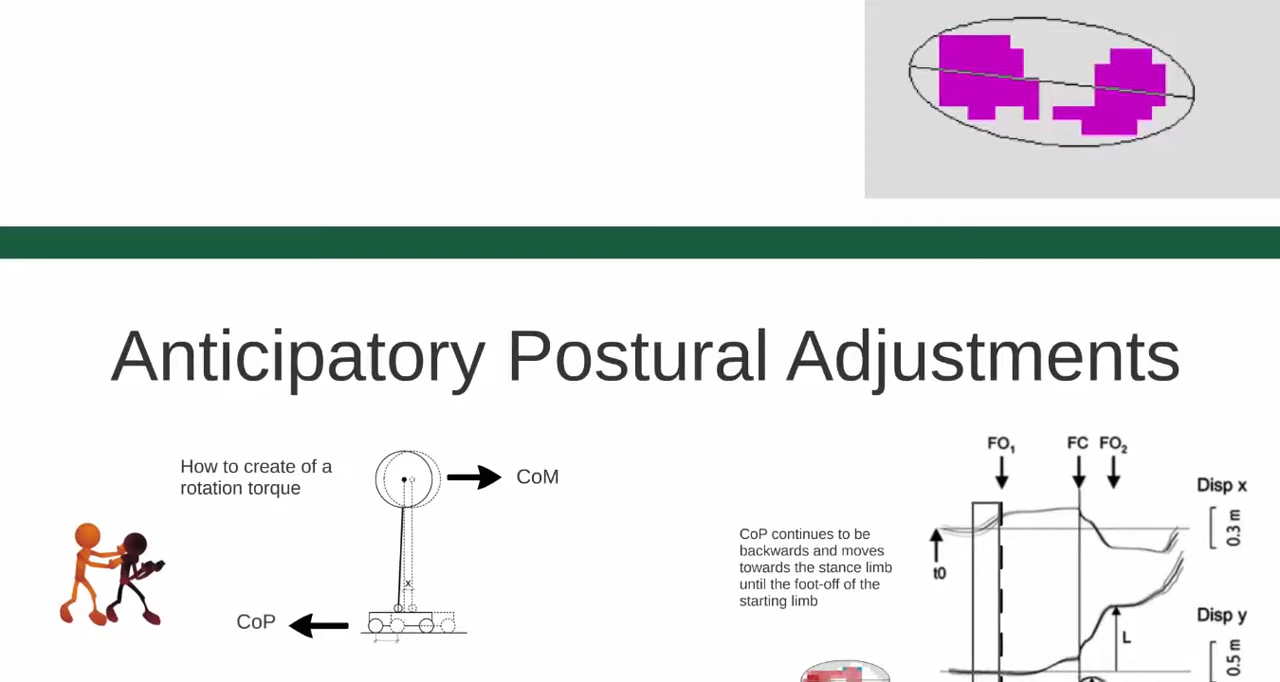 Anticipatory Postural Adjustments
How to create of a
rotation torque
CoM
x
CoP
CoP continues to be
backwards and moves
towards the stance limb
until the foot-off of the
starting limb
FO1 FC FO2
Disp x
0.3 m
t0
Disp y
L
0.5 m